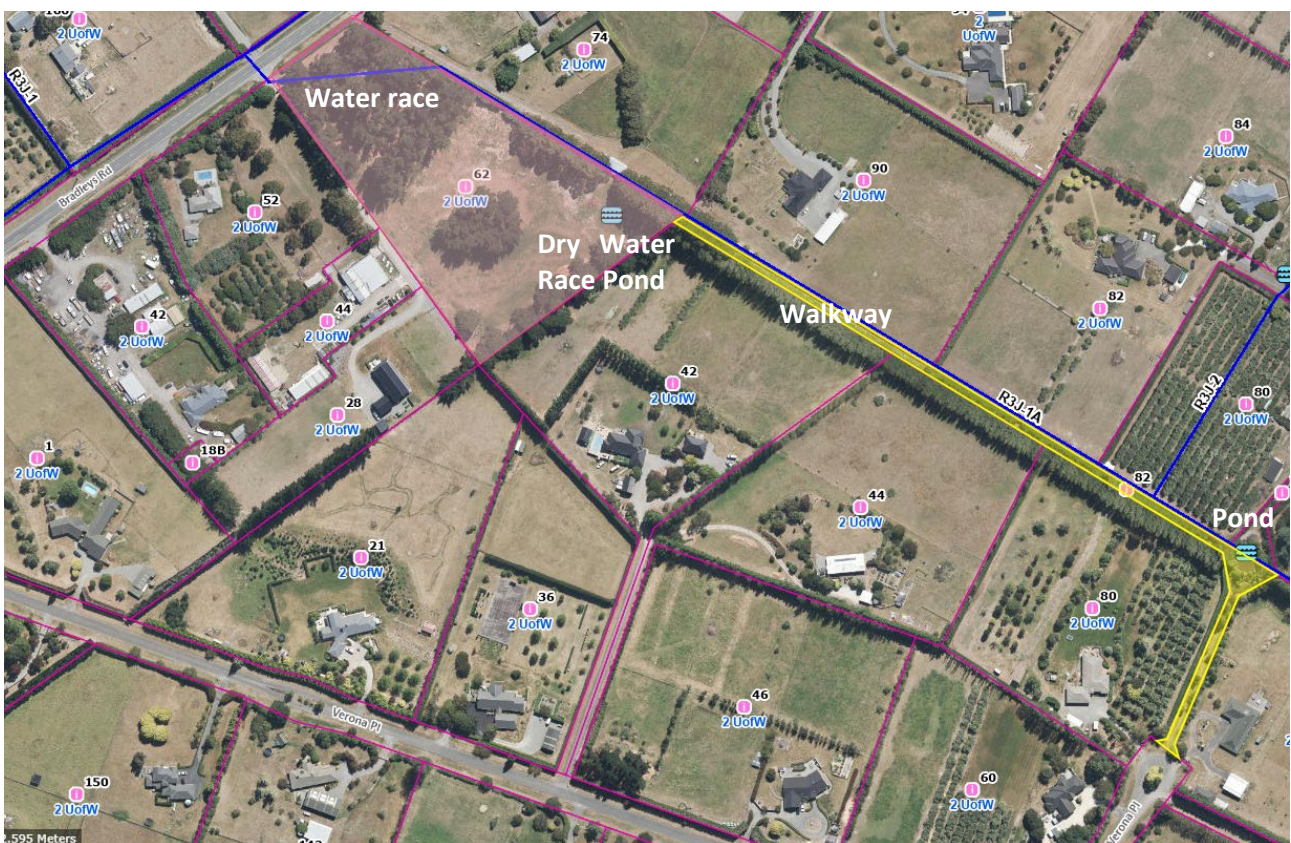 2 UofW
74
2 UofW
2
UofW
R3J-1
Water race
84
2 UofW
90
2 UofW
62
2 UofW
Bradleys Rd
52
2 UofW
Dry Water
Race Pond
82
2 UofW
44
2 UofW
42
2 UofW
Walkway
R3J-2
42
2 UofW
80
2 UofW
28
2 UofW
R3J-1A
1
2 UofW
18B
82
44
2 UofW
Pond
21
2 UofW
36
2 UofW
80
2 UofW
46
2 UofW
Verona Pl
150
2 UofW
60
2 UofW
Verona Pl
.595 Meters